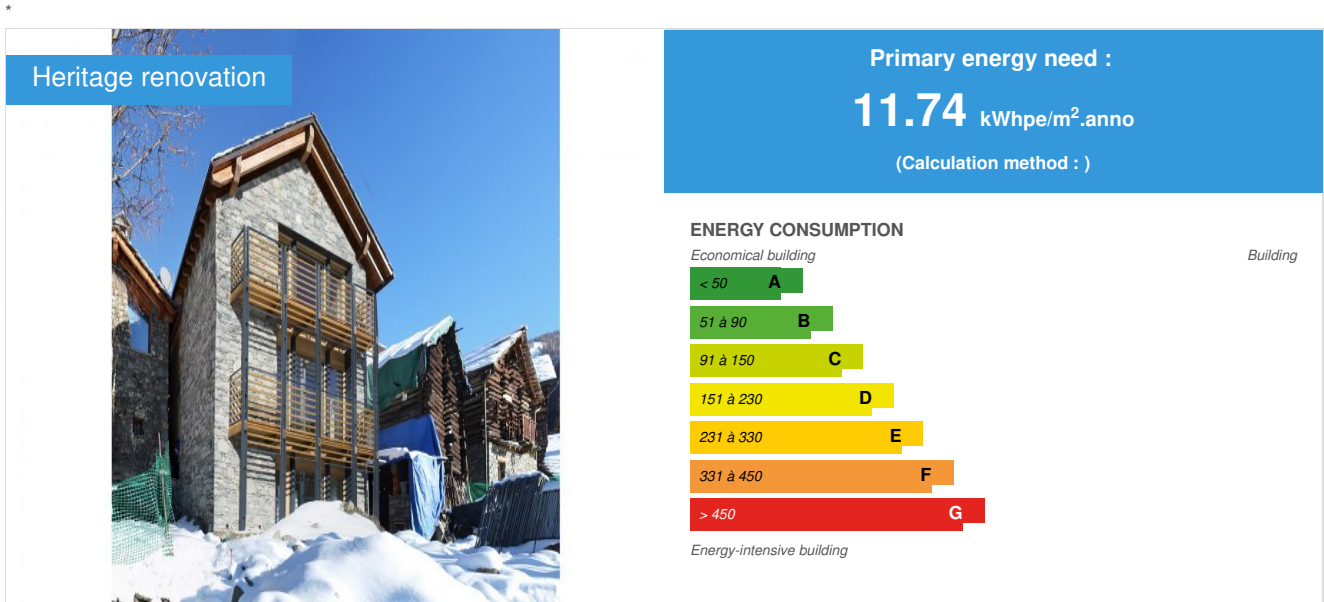 *
Heritage renovation
Primary energy need :
11.74 kWhpe/m².anno
(Calculation method : )
ENERGY CONSUMPTION
Economical building
Building
< 50 A
51 à 90 B
91 à 150 C
151 à 230 D
231 à 330 E
331 à 450 F
> 450 G
Energy-intensive building